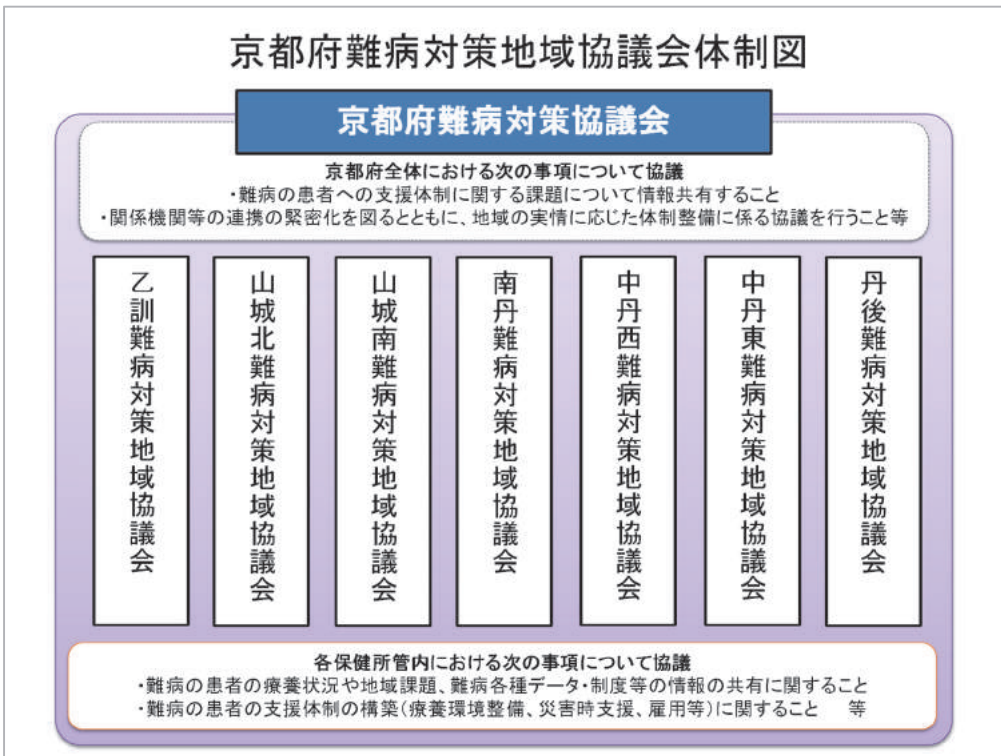 京都府難病対策地域協議会体制図
京都府難病対策協議会
京都府全体における次の事項について協議
・難病の患者への支援体制に関する課題について情報共有すること
・関係機関等の連携の緊密化を図るとともに、地域の実情に応じた体制整備に係る協議を行うこと等
乙訓難病対策地域協議会
山城北難病対策地域協議会
山城南難病対策地域協議会
南丹難病対策地域協議会
中丹西難病対策地域協議会
中丹東難病対策地域協議会
丹後難病対策地域協議会
各保健所管内における次の事項について協議
・難病の患者の療養状況や地域課題、難病各種データ・制度等の情報の共有に関すること
・難病の患者の支援体制の構築(療養環境整備、災害時支援、雇用等)に関すること　等